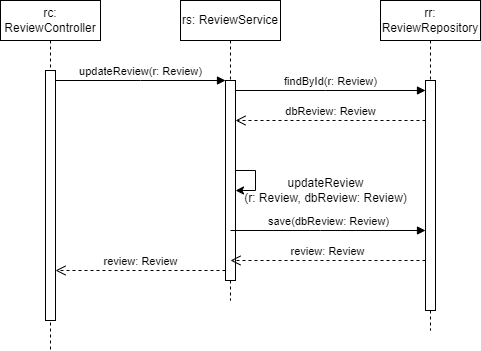 rc:
ReviewController
rs: ReviewService
rr:
ReviewRepository
updateReview(r: Review)
findById(r: Review)
dbReview: Review
updateReview
(r: Review, dbReview: Review)
save(dbReview: Review)
review: Review
review: Review